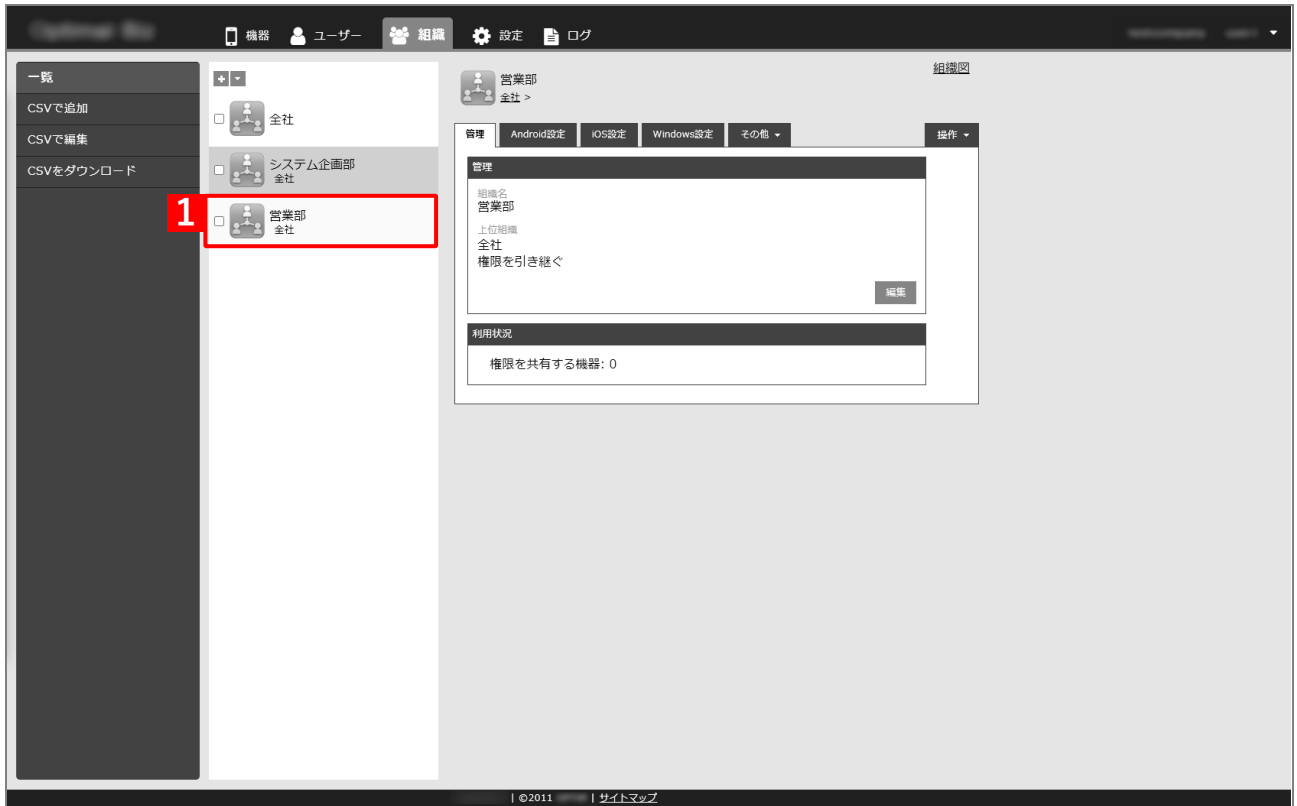 機器 ユーザー 組織 設定 ログ
一覧
CSVで追加
CSVで編集
CSVをダウンロード
全社
システム企画部
全社
1
営業部
全社
組織図
営業部
全社 >
管理 Android設定 iOS設定 Windows設定 その他 操作
管理
組織名
営業部
上位組織
全社
権限を引き継ぐ
編集
利用状況
権限を共有する機器: 0
| ©2011 | サイトマップ